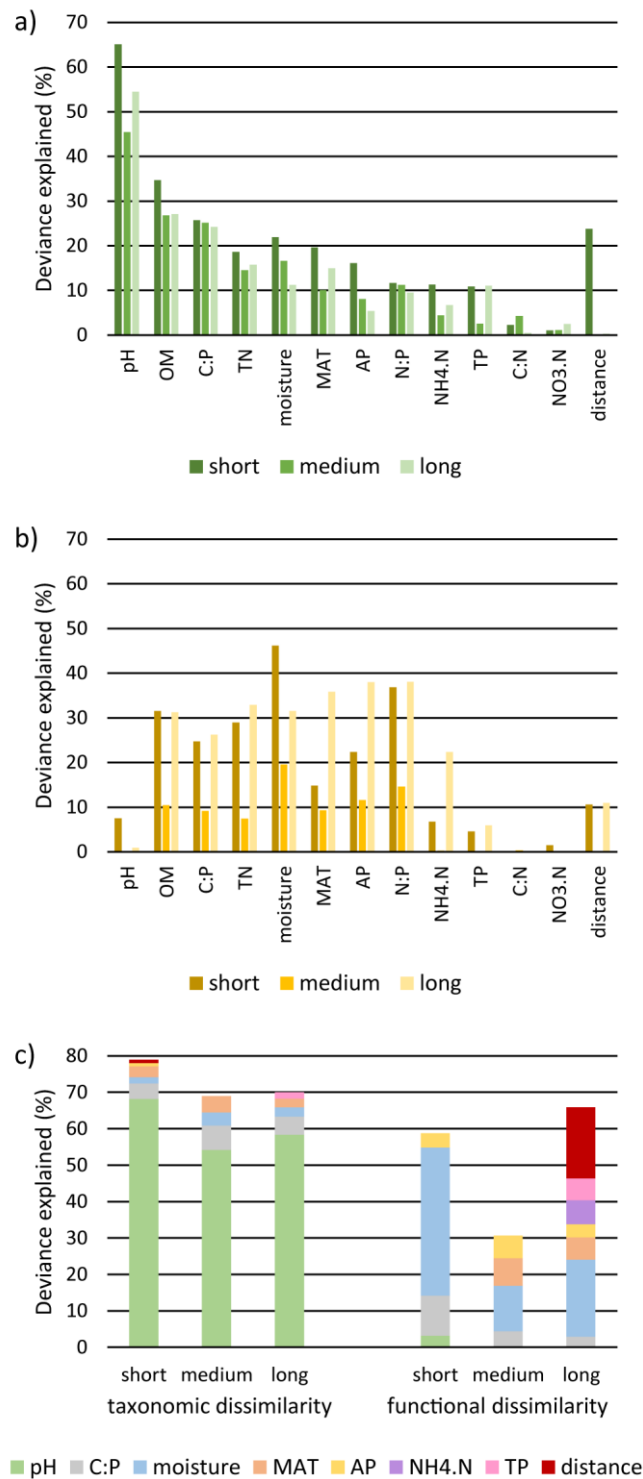 a)
Deviance explained (%)
70
60
50
40
30
20
10
0
pH OM C:P TN moisture MAT AP N:P NH4.N TP C:N NO3.N distance
short medium long
b)
Deviance explained (%)
70
60
50
40
30
20
10
0
pH OM C:P TN moisture MAT AP N:P NH4.N TP C:N NO3.N distance
short medium long
c)
Deviance explained (%)
80
70
60
50
40
30
20
10
0
short medium long short medium long
taxonomic dissimilarity functional dissimilarity
pH C:P moisture MAT AP NH4.N TP distance